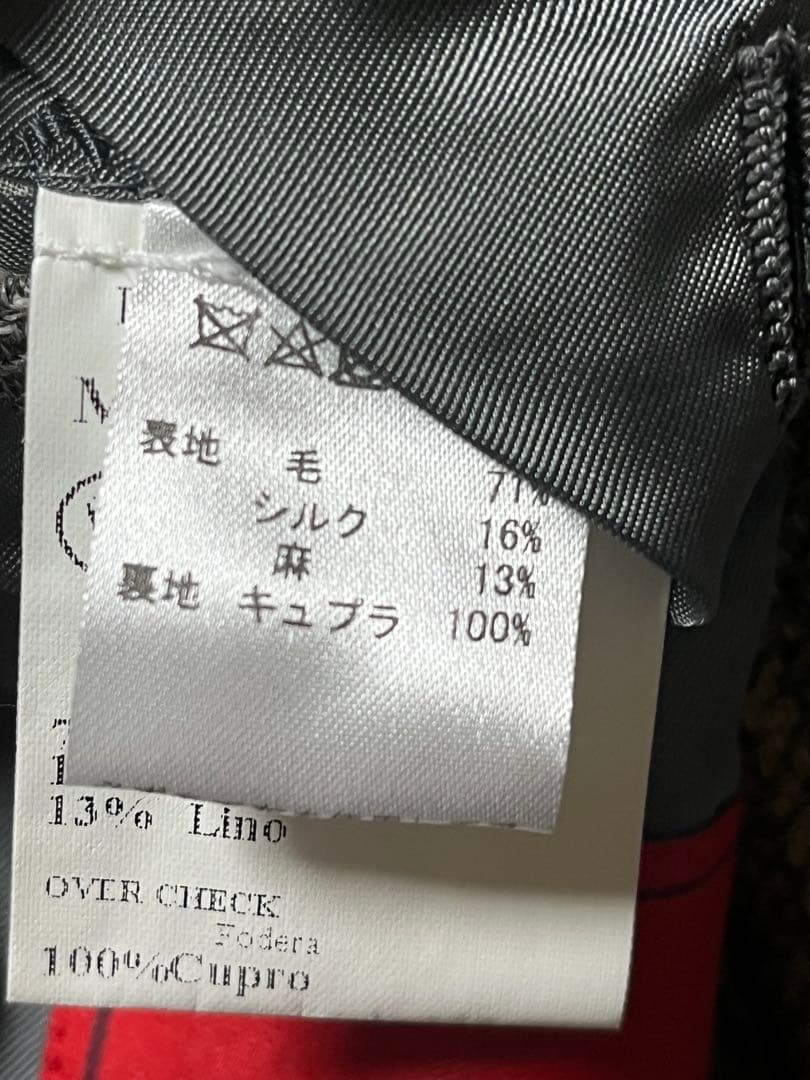 表地 毛 71%
シルク 16%
麻 13%
裏地 キュプラ 100%
13% Lino
OVER CHECK
Fodera
100%Cupro